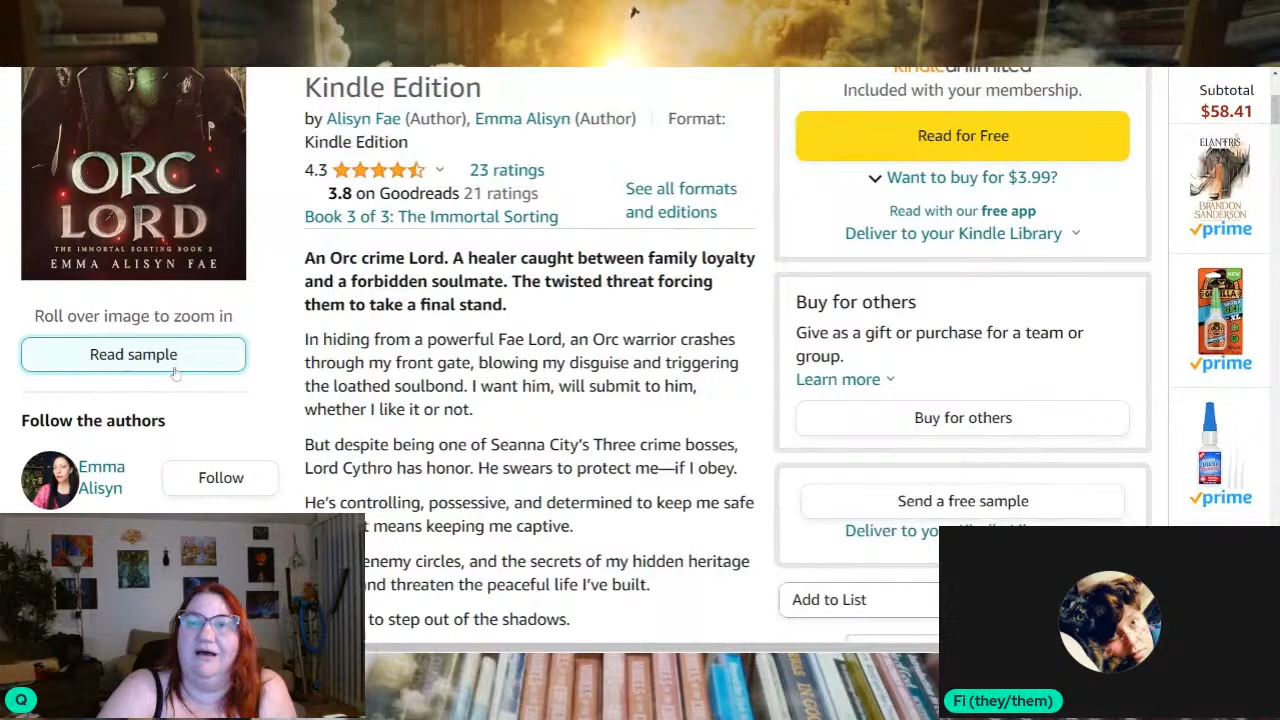 Kindle Edition
by Alisyn Fae (Author), Emma Alisyn (Author) Format:
Kindle Edition
4.3 23 ratings
3.8 on Goodreads 21 ratings
Book 3 of 3: The Immortal Sorting
See all formats
and editions
An Orc crime Lord. A healer caught between family loyalty
and a forbidden soulmate. The twisted threat forcing
them to take a final stand.
In hiding from a powerful Fae Lord, an Orc warrior crashes
through my front gate, blowing my disguise and triggering
the loathed soulbond. I want him, will submit to him,
whether I like it or not.
But despite being one of Seanna City's Three crime bosses,
Lord Cythro has honor. He swears to protect me—if I obey.
He's controlling, possessive, and determined to keep me safe
means keeping me captive.
enemy circles, and the secrets of my hidden heritage
and threaten the peaceful life I've built.
to step out of the shadows.
ORC
LORD
THE IMMORTAL SORTING BOOK 3
EMMA ALISYN FAE
Roll over image to zoom in
Read sample
Follow the authors
Emma
Alisyn
Follow
kindleunlimited
Included with your membership.
Read for Free
Want to buy for $3.99?
Read with our free app
Deliver to your Kindle Library
Buy for others
Give as a gift or purchase for a team or
group.
Learn more
Buy for others
Send a free sample
Deliver to
Add to List
Subtotal
$58.41
ELANTRIS
BRANDON
SANDERSON
prime
NEW
GORILLA
prime
prime
Q
Fi (they/them)